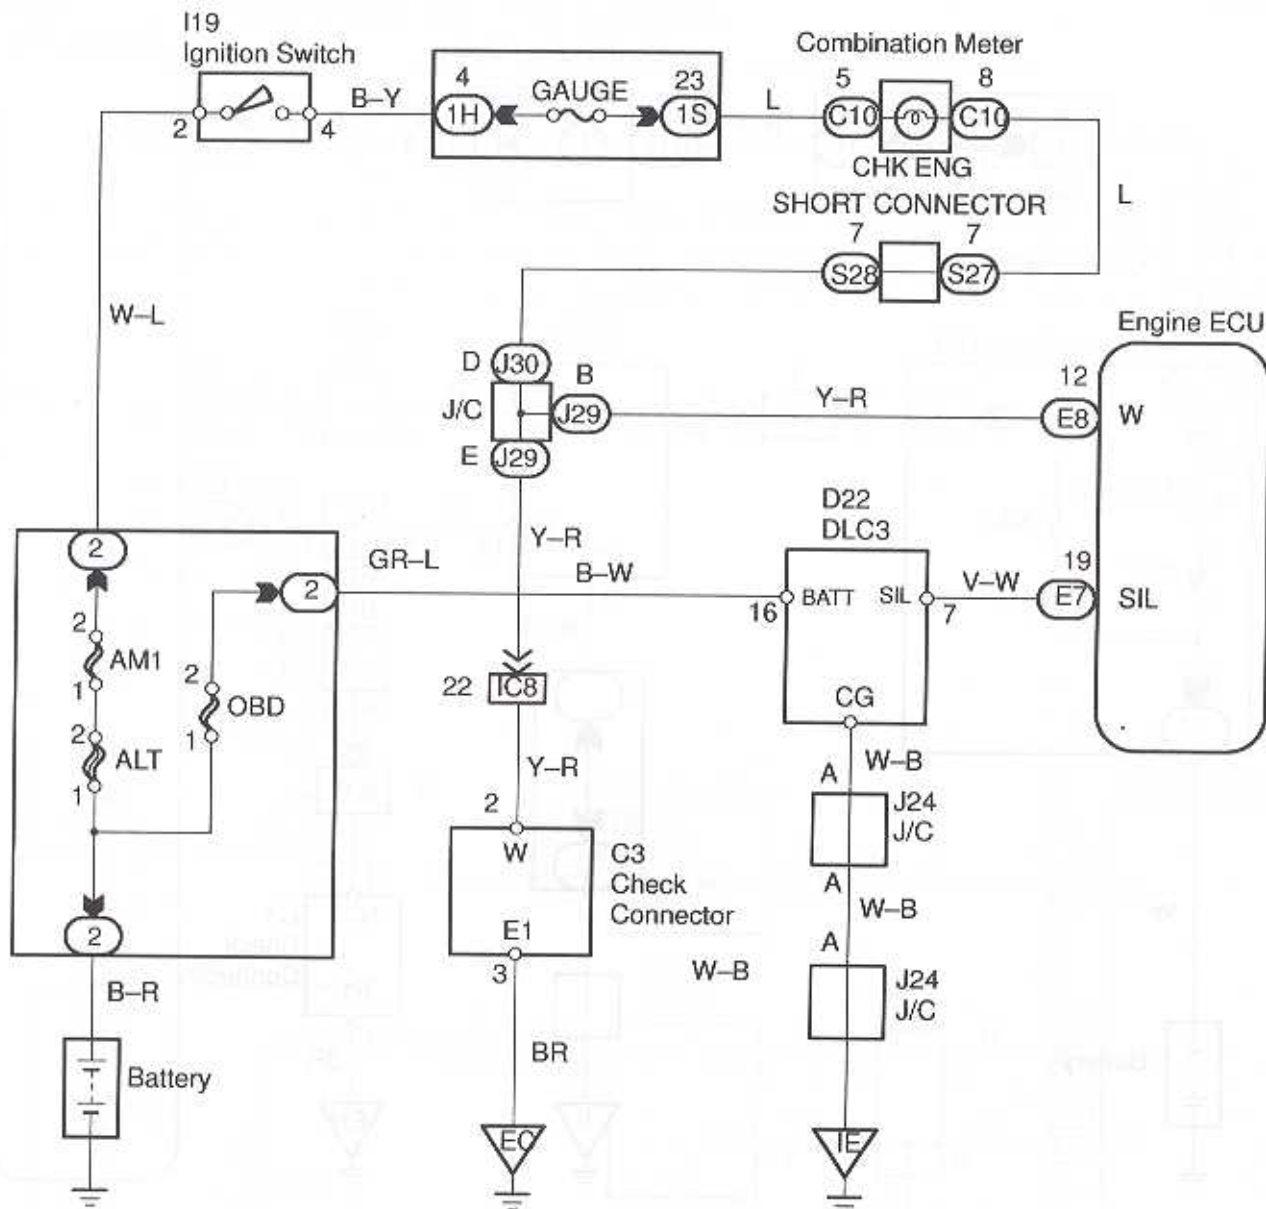 I19
Ignition Switch
2
4
B–Y
4
1H
GAUGE
23
1S
L
Combination Meter
5
8
C10
C10
CHK ENG
L
SHORT CONNECTOR
7
7
S28
S27
W–L
D
J30
J/C
B
J29
E
J29
Y–R
Engine ECU
12
E8
W
D22
DLC3
Y–R
GR–L
B–W
16
BATT
SIL
7
V–W
19
E7
SIL
CG
2
2
2
AM1
1
2
ALT
1
2
OBD
1
2
22
IC8
Y–R
2
W
C3
Check
Connector
E1
3
W–B
A
J24
J/C
A
W–B
A
W–B
J24
J/C
B–R
Battery
BR
EC
IE